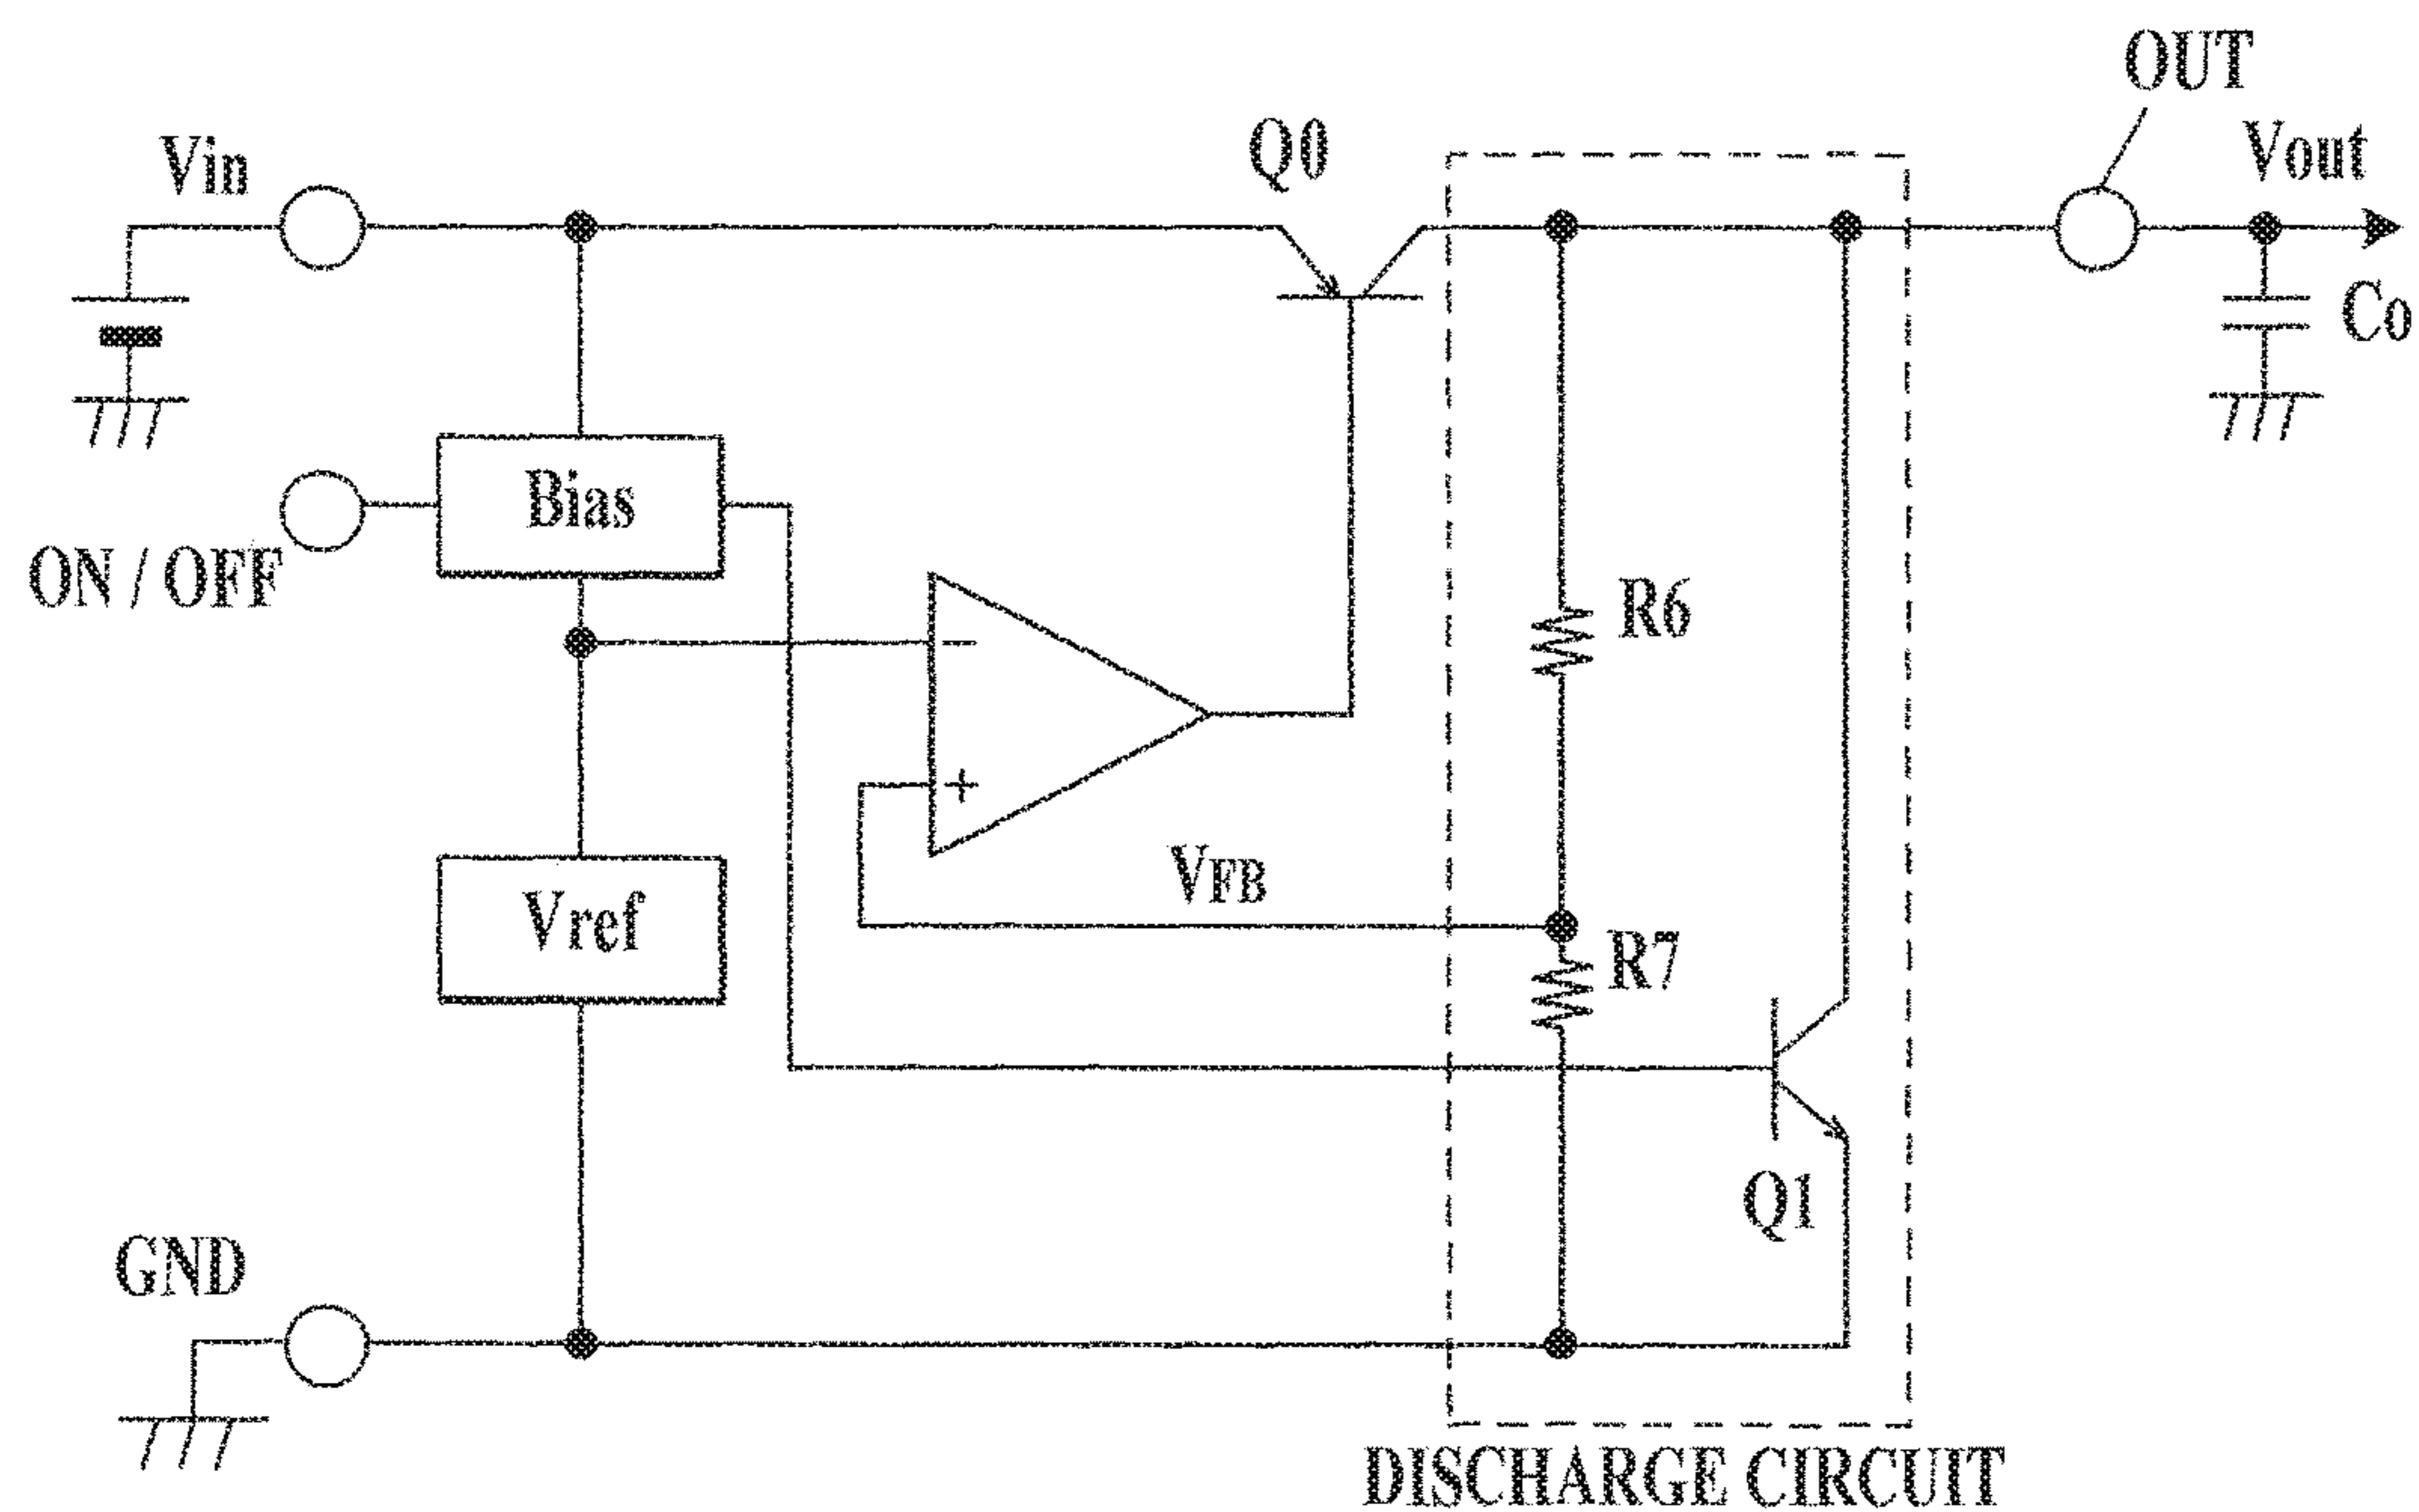 OUT
Vin
Q0
Vout
Co
Bias
ON / OFF
−
R6
+
VFB
Vref
R7
Q1
GND
DISCHARGE CIRCUIT